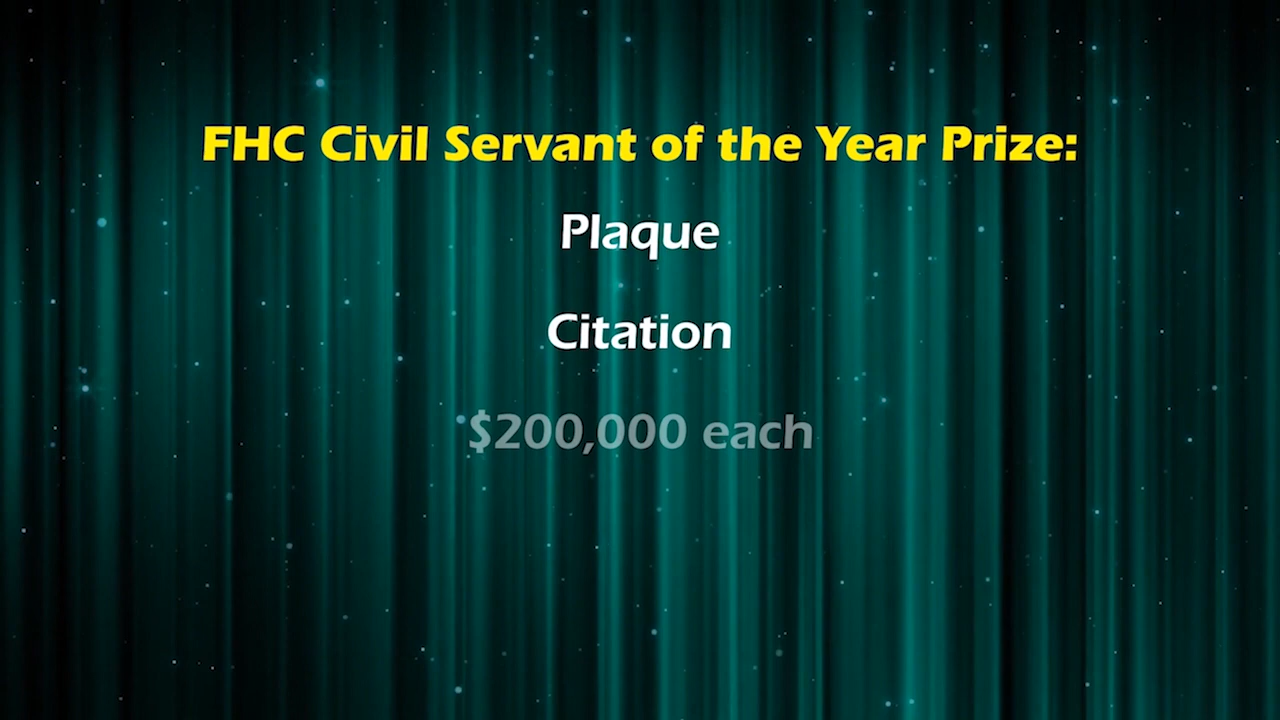 FHC Civil Servant of the Year Prize:
Plaque
Citation
$200,000 each